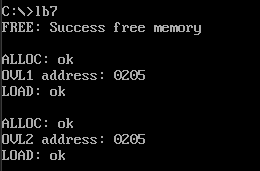 C:\>lb7
FREE: Success free memory
ALLOC: ok
OVL1 address: 0205
LOAD: ok
ALLOC: ok
OVL2 address: 0205
LOAD: ok